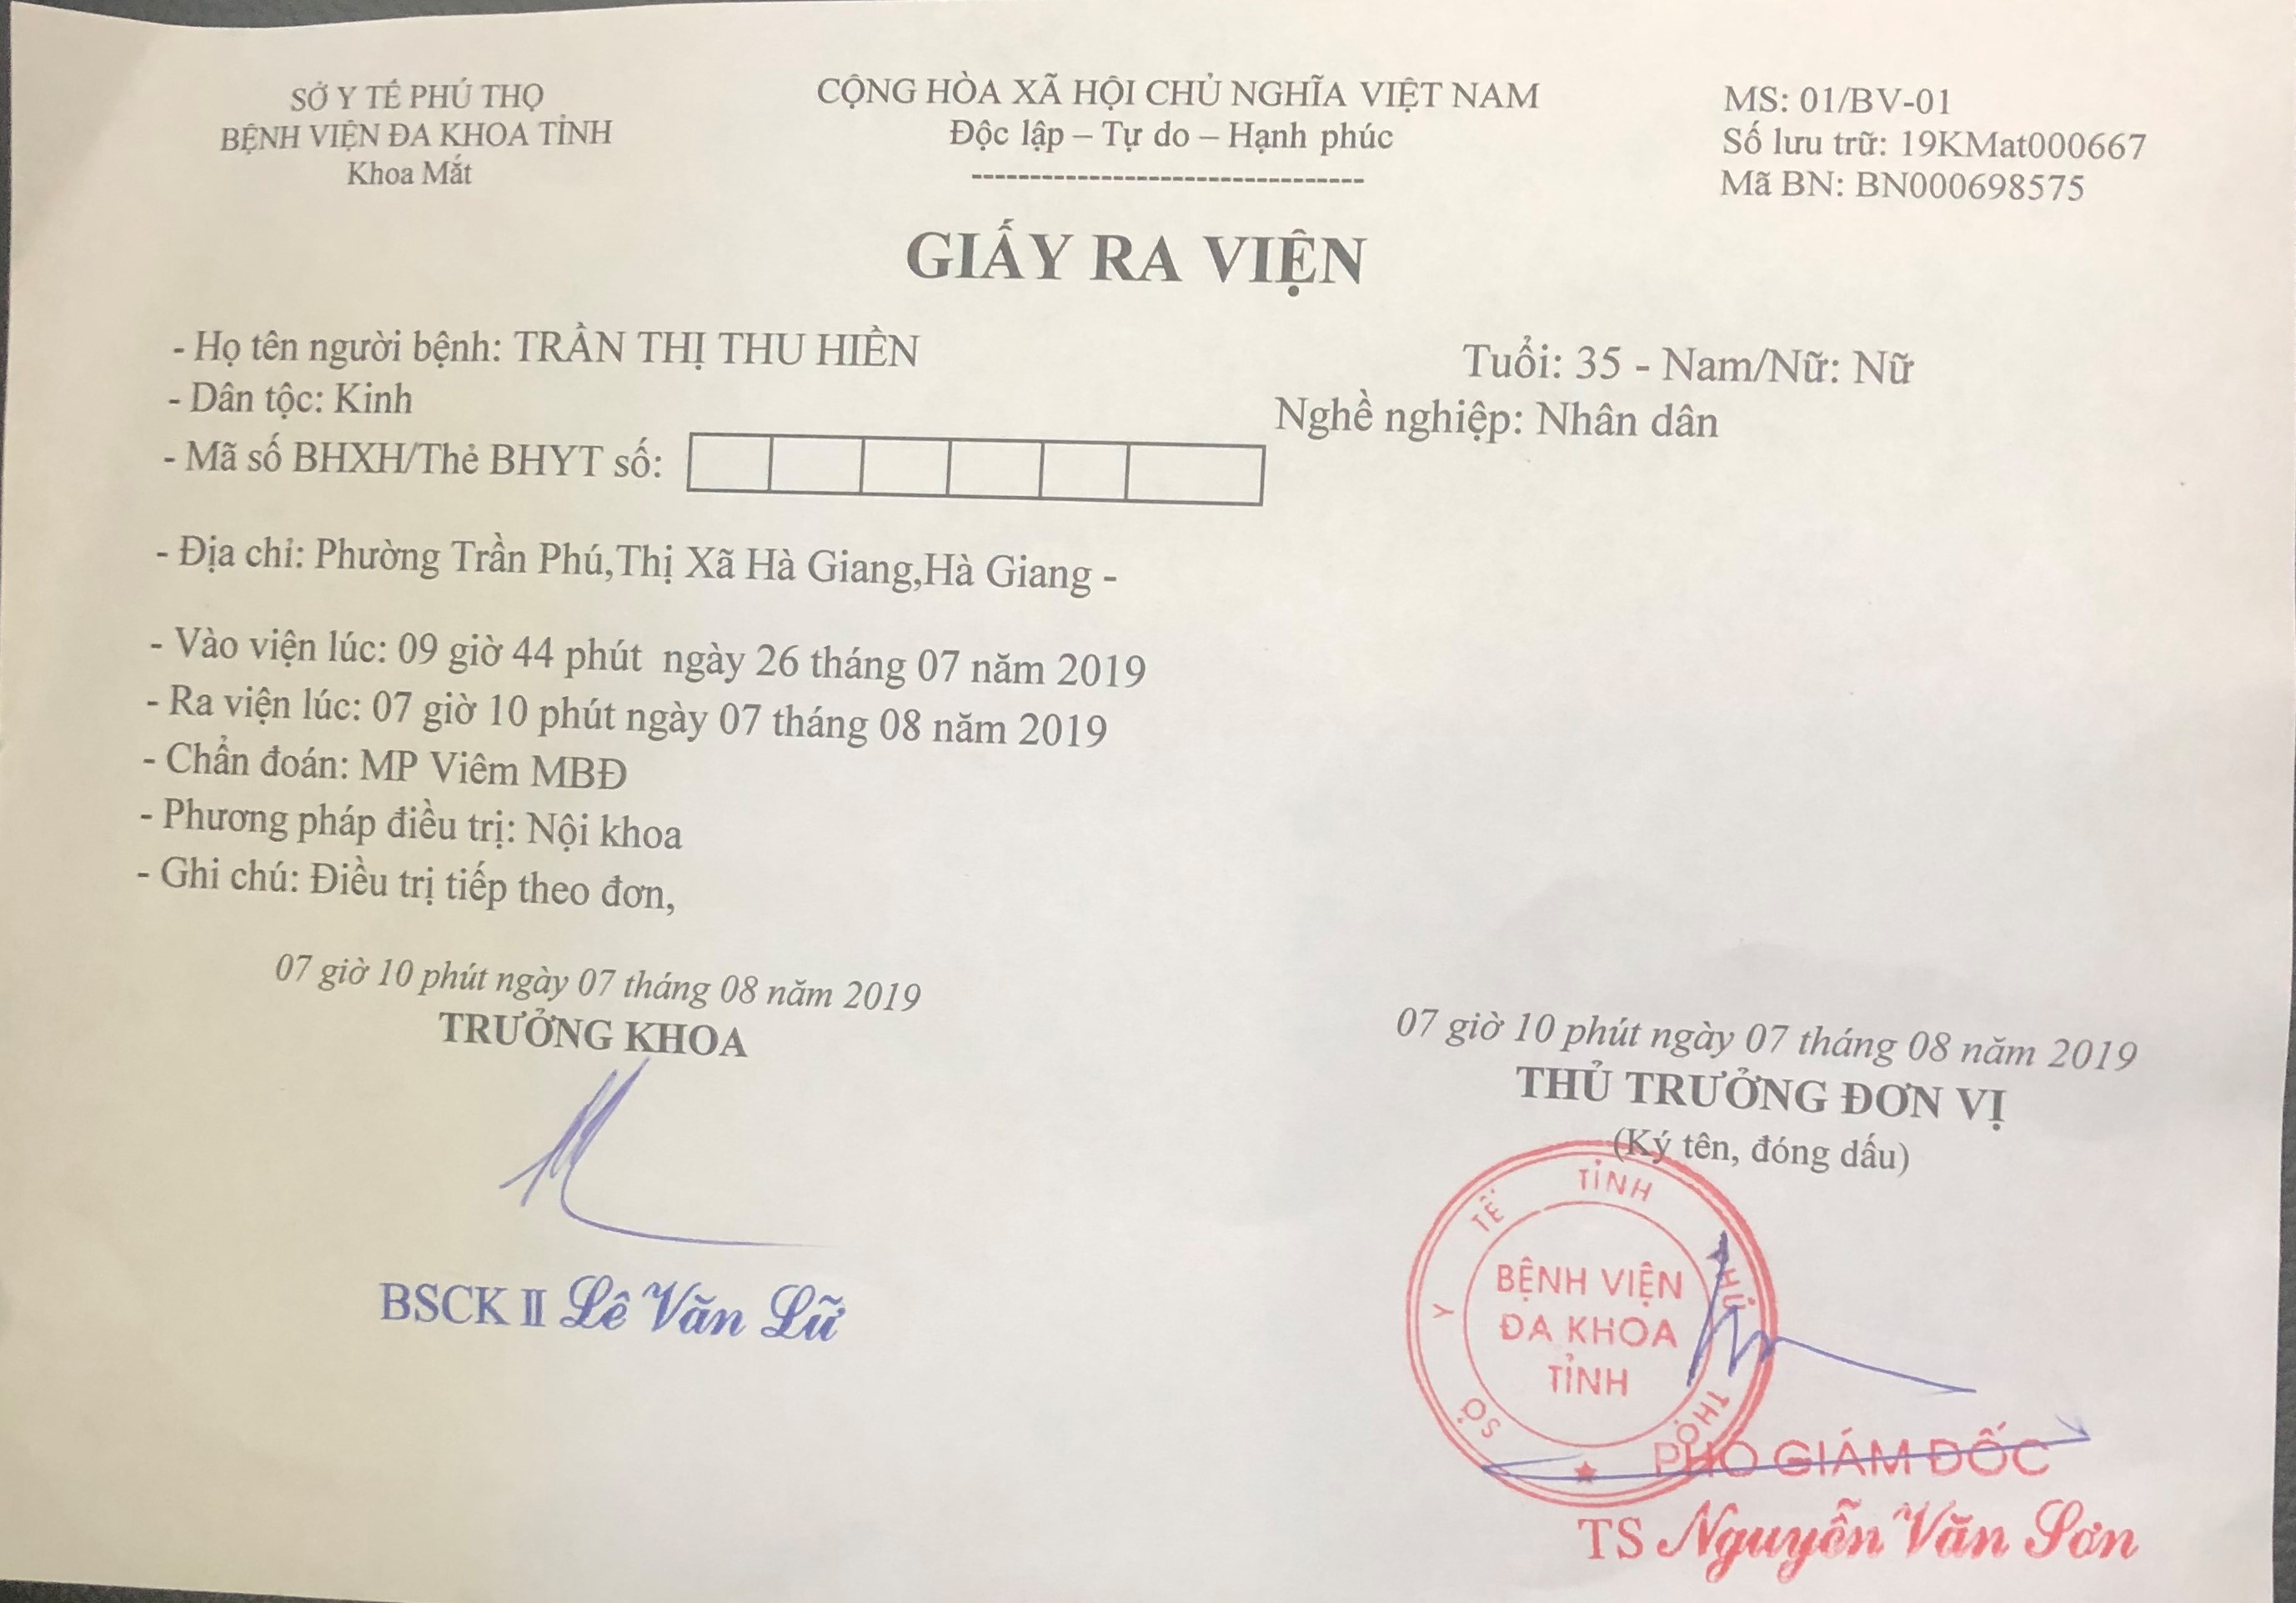 SỞ Y TẾ PHÚ THỌ
BỆNH VIỆN ĐA KHOA TỈNH
Khoa Mắt
CỘNG HÒA XÃ HỘI CHỦ NGHĨA VIỆT NAM
Độc lập – Tự do – Hạnh phúc
---------------------------------
MS: 01/BV-01
Số lưu trữ: 19KMat000667
Mã BN: BN000698575
GIẤY RA VIỆN
- Họ tên người bệnh: TRẦN THỊ THU HIỀN
Tuổi: 35 - Nam/Nữ: Nữ
- Dân tộc: Kinh
Nghề nghiệp: Nhân dân
- Mã số BHXH/Thẻ BHYT số:
- Địa chỉ: Phường Trần Phú,Thị Xã Hà Giang,Hà Giang -
- Vào viện lúc: 09 giờ 44 phút ngày 26 tháng 07 năm 2019
- Ra viện lúc: 07 giờ 10 phút ngày 07 tháng 08 năm 2019
- Chẩn đoán: MP Viêm MBĐ
- Phương pháp điều trị: Nội khoa
- Ghi chú: Điều trị tiếp theo đơn,
07 giờ 10 phút ngày 07 tháng 08 năm 2019
TRƯỞNG KHOA
BSCK II Lê Văn Lữ
07 giờ 10 phút ngày 07 tháng 08 năm 2019
THỦ TRƯỞNG ĐƠN VỊ
(Ký tên, đóng dấu)
SỞ Y TẾ TỈNH PHÚ THỌ
BỆNH VIỆN
ĐA KHOA
TỈNH
PHÓ GIÁM ĐỐC
TS Nguyễn Văn Sơn